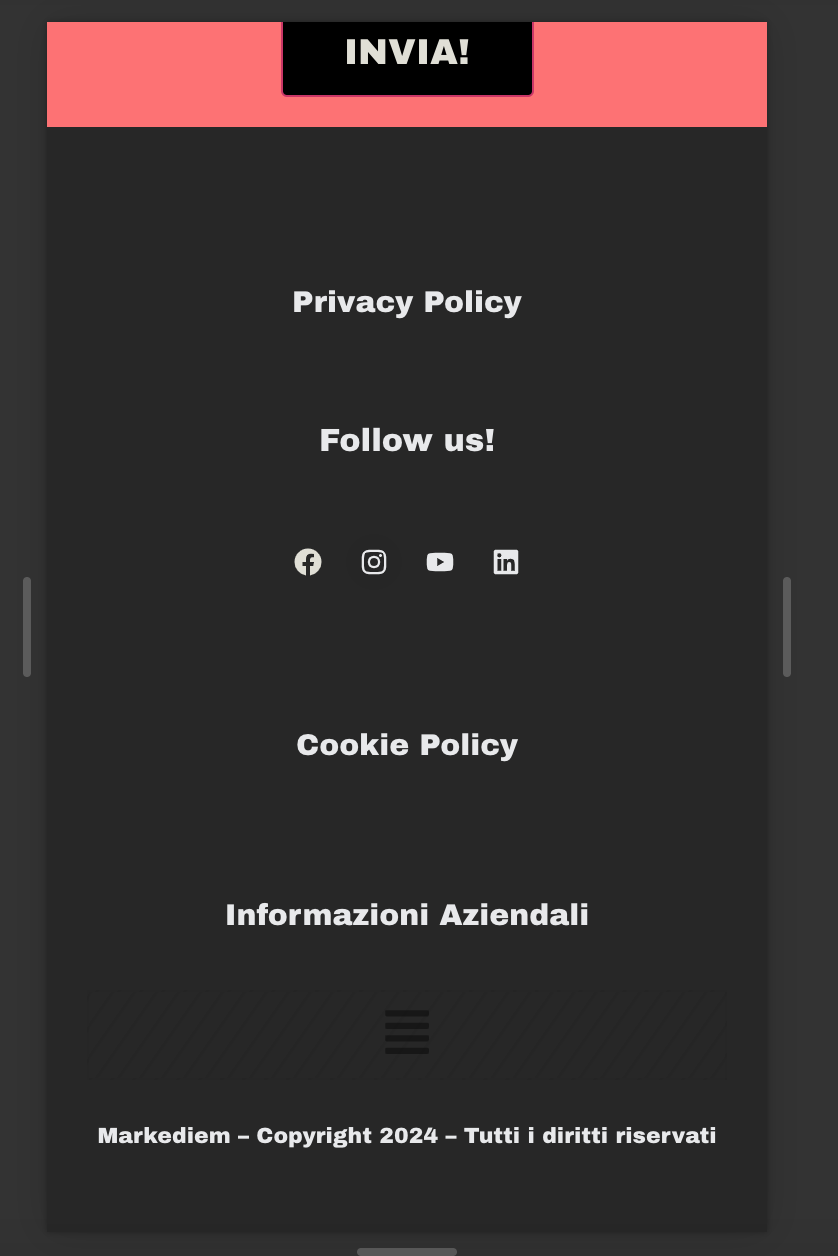 INVIA!
Privacy Policy
Follow us!
Cookie Policy
Informazioni Aziendali
Markediem – Copyright 2024 – Tutti i diritti riservati